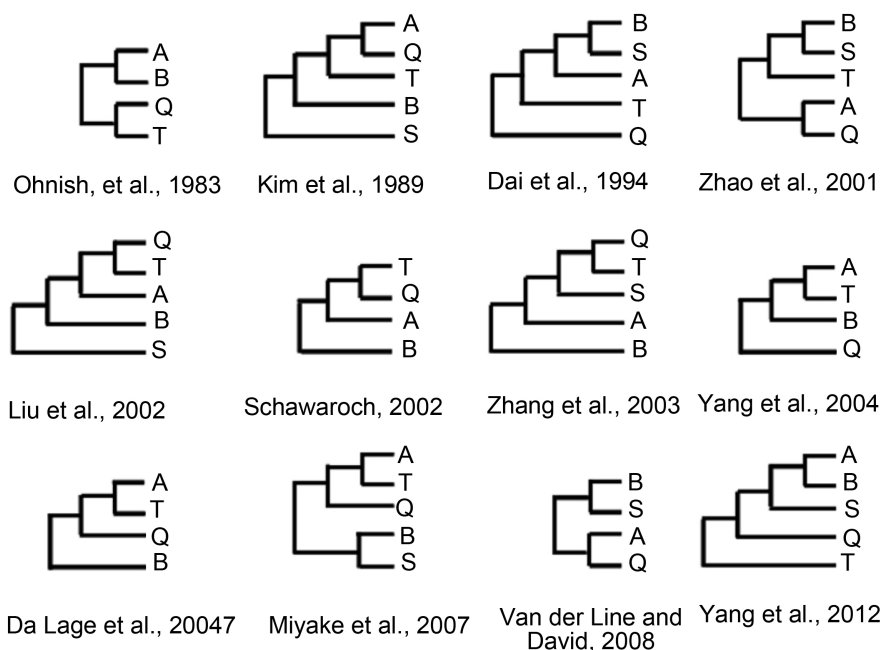 A
B
Q
T
Ohnish, et al., 1983
A
Q
T
B
S
Kim et al., 1989
B
S
A
T
Q
Dai et al., 1994
B
S
T
A
Q
Zhao et al., 2001
Q
T
A
B
S
Liu et al., 2002
T
Q
A
B
Schawaroch, 2002
Q
T
S
A
B
Zhang et al., 2003
A
T
B
Q
Yang et al., 2004
A
T
Q
B
Da Lage et al., 20047
A
T
Q
B
S
Miyake et al., 2007
B
S
A
Q
Van der Line and
David, 2008
A
B
S
Q
T
Yang et al., 2012